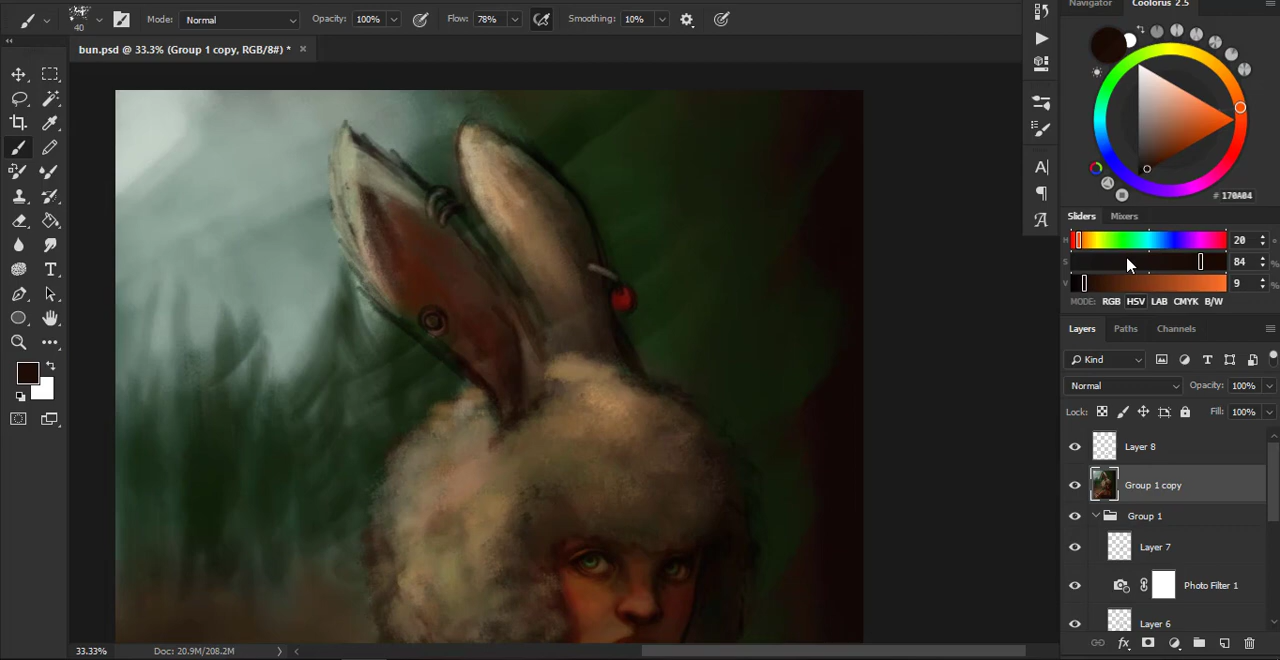 Navigator Coolorus 2.5
40 Mode: Normal Opacity: 100% Flow: 78% Smoothing: 10%
bun.psd @ 33.3% (Group 1 copy, RGB/8#) * ×
# 170A04
Sliders Mixers
H 20 °
S 84 %
V 9 %
MODE: RGB HSV LAB CMYK B/W
Layers Paths Channels
Kind
Normal Opacity: 100%
Lock: Fill: 100%
Layer 8
Group 1 copy
Group 1
Layer 7
Photo Filter 1
Layer 6
33.33% Doc: 20.9M/208.2M